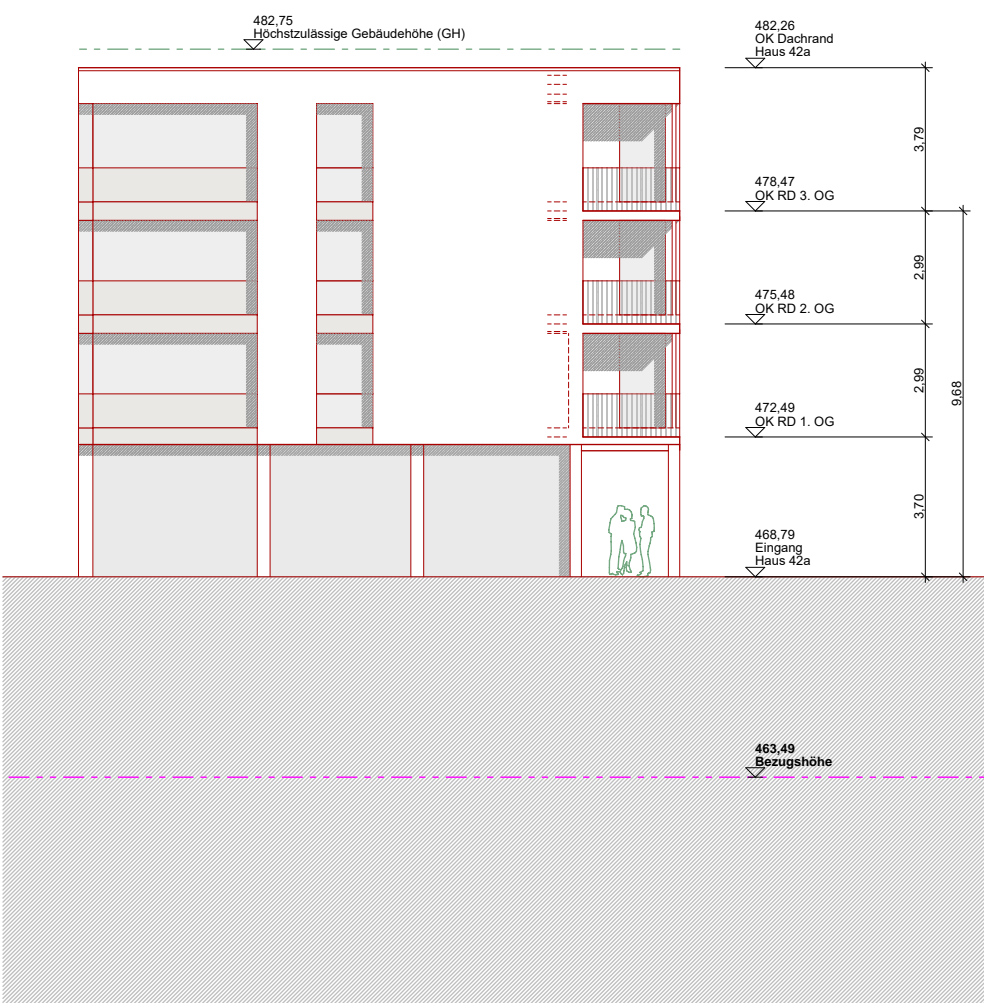 482,75
Höchstzulässige Gebäudehöhe (GH)
482,26
OK Dachrand
Haus 42a
3,79
478,47
OK RD 3. OG
2,99
475,48
OK RD 2. OG
2,99
9,68
472,49
OK RD 1. OG
3,70
468,79
Eingang
Haus 42a
463,49
Bezugshöhe